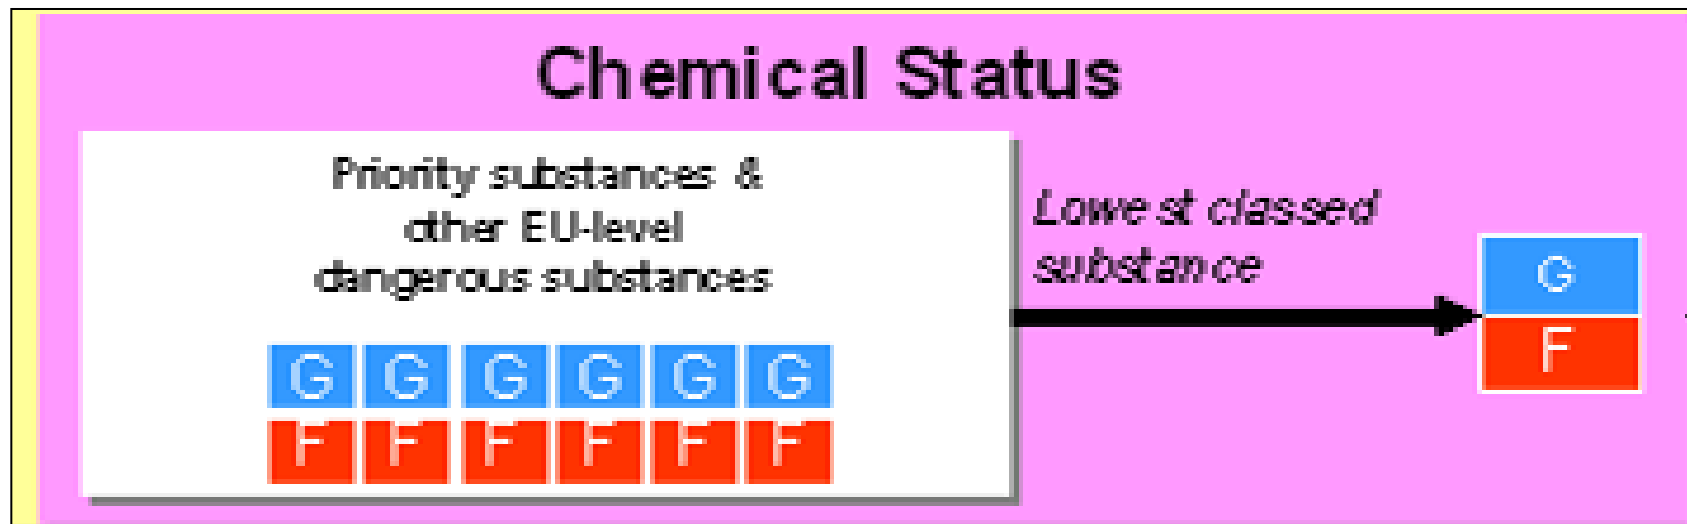 Chemical Status
Priority substances &
other EU-level
dangerous substances
Lowest classed
substance
G G G G G G
F F F F F F
G
F